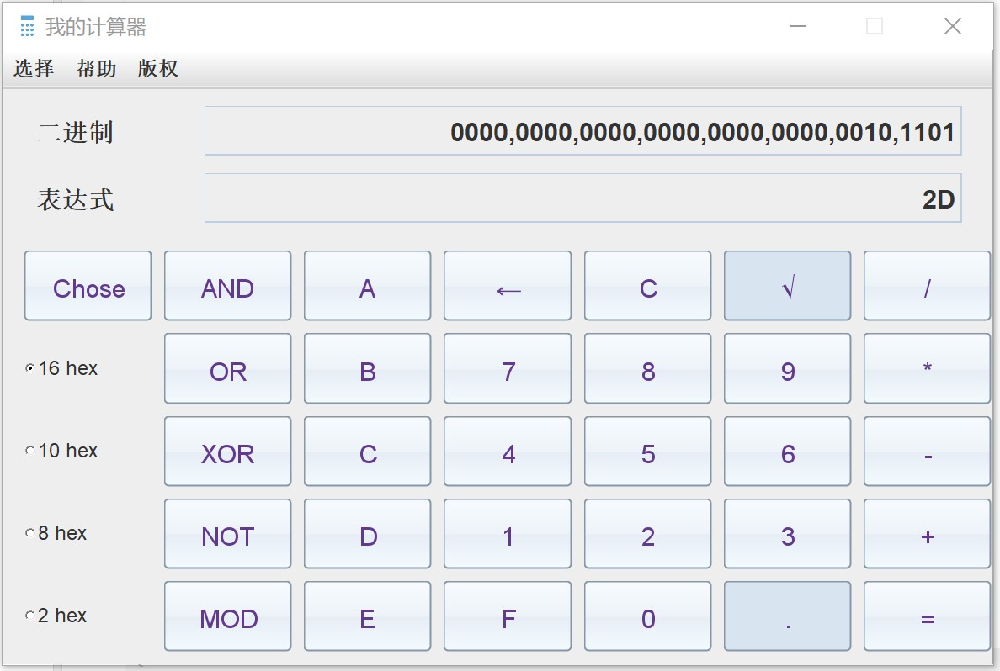 我的计算器
选择 帮助 版权
二进制 0000,0000,0000,0000,0000,0000,0010,1101
表达式 2D
Chose AND A ← C √ /
16 hex OR B 7 8 9 *
10 hex XOR C 4 5 6 -
8 hex NOT D 1 2 3 +
2 hex MOD E F 0 . =